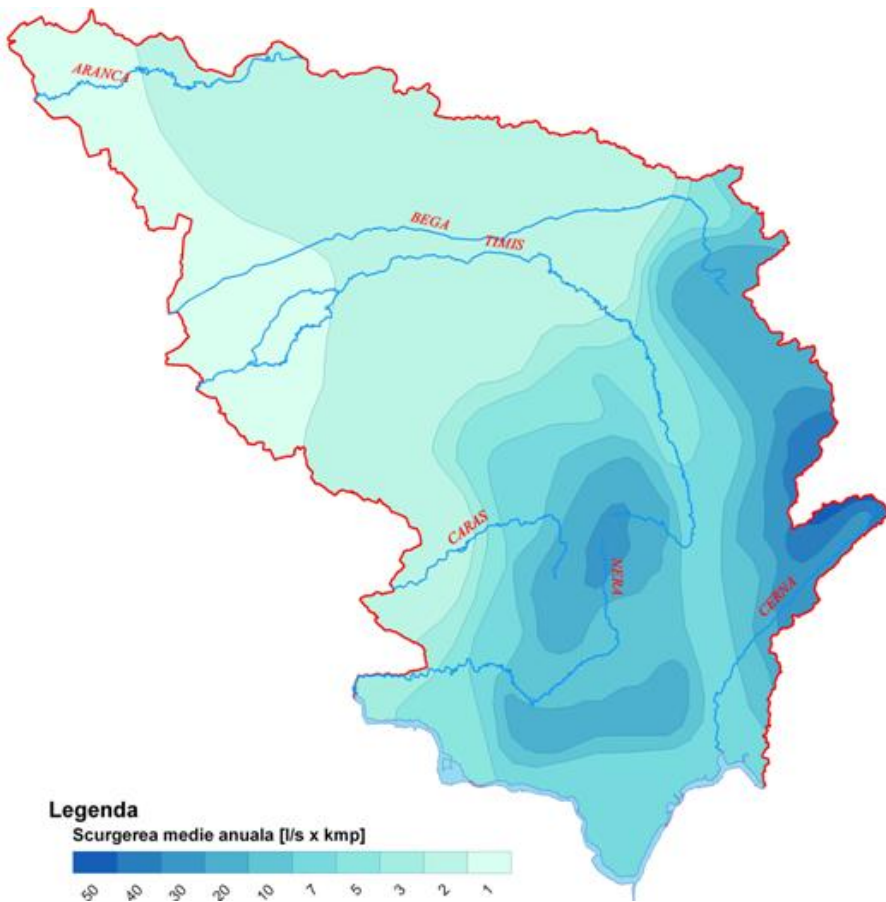 ARANCA
BEGA
TIMIS
CARAS
NERA
CERNA
Legenda
Scurgerea medie anuala [l/s x kmp]
50 40 30 20 10 7 5 3 2 1